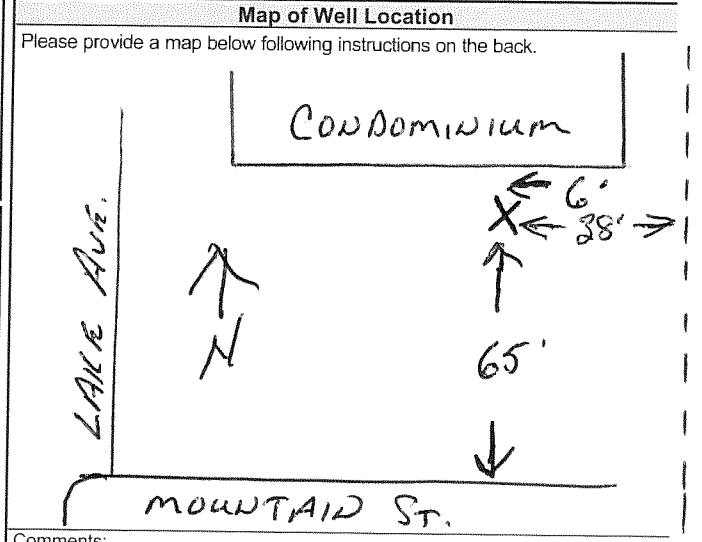 Map of Well Location
Please provide a map below following instructions on the back.
CONDOMINIUM
6'
X
38'
LAKE AVE.
N
65'
MOUNTAIN ST.
Comments: